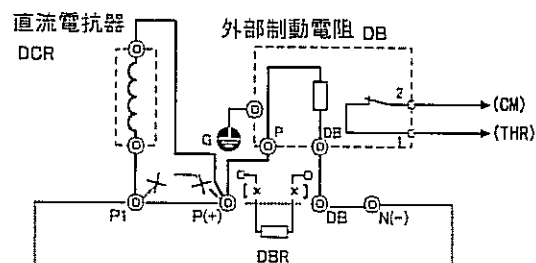 直流電抗器
DCR
外部制動電阻 DB
2
(CM)
G
P
DB
1
(THR)
P1
P(+)
DB
N(-)
DBR